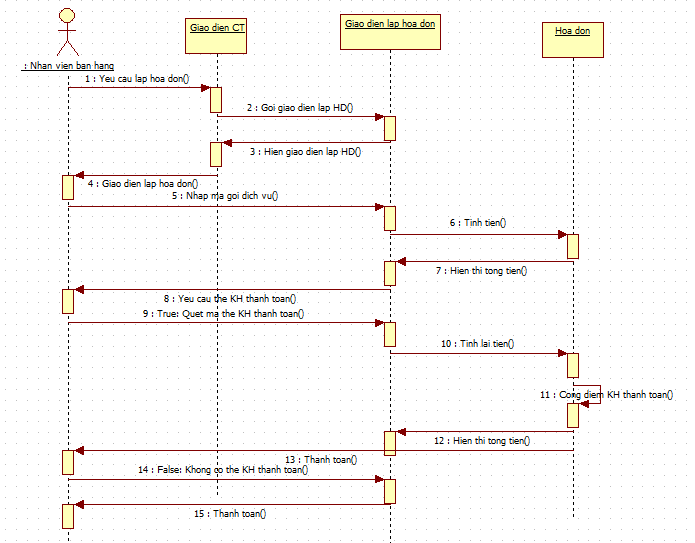 Giao dien CT
Giao dien lap hoa don
Hoa don
: Nhan vien ban hang
1 : Yeu cau lap hoa don()
2 : Goi giao dien lap HD()
3 : Hien giao dien lap HD()
4 : Giao dien lap hoa don()
5 : Nhap ma goi dich vu()
6 : Tinh tien()
7 : Hien thi tong tien()
8 : Yeu cau the KH thanh toan()
9 : True: Quet ma the KH thanh toan()
10 : Tinh lai tien()
11 : Cong diem KH thanh toan()
12 : Hien thi tong tien()
13 : Thanh toan()
14 : False: Khong co the KH thanh toan()
15 : Thanh toan()